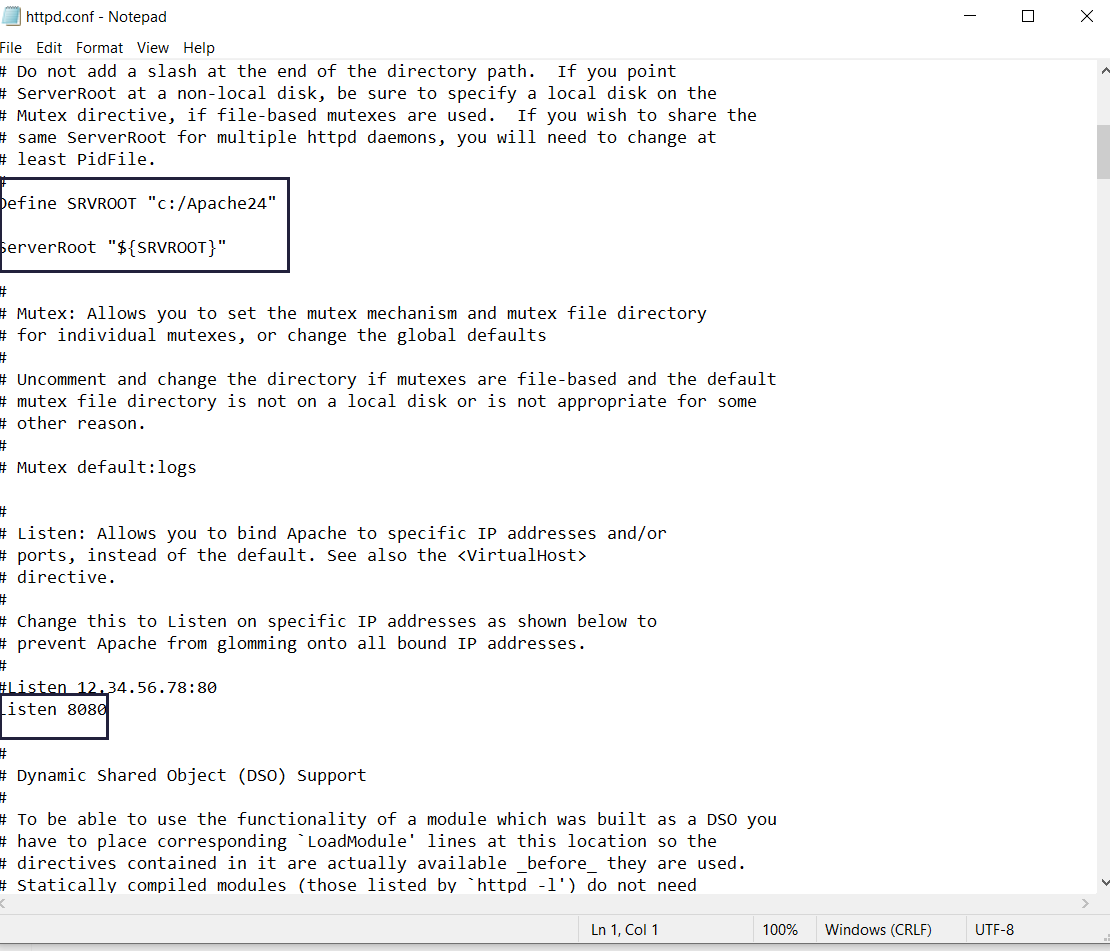 httpd.conf - Notepad
File Edit Format View Help
# Do not add a slash at the end of the directory path.  If you point
# ServerRoot at a non-local disk, be sure to specify a local disk on the
# Mutex directive, if file-based mutexes are used.  If you wish to share the
# same ServerRoot for multiple httpd daemons, you will need to change at
# least PidFile.
#
Define SRVROOT "c:/Apache24"
ServerRoot "${SRVROOT}"
#
# Mutex: Allows you to set the mutex mechanism and mutex file directory
# for individual mutexes, or change the global defaults
#
# Uncomment and change the directory if mutexes are file-based and the default
# mutex file directory is not on a local disk or is not appropriate for some
# other reason.
#
# Mutex default:logs
#
# Listen: Allows you to bind Apache to specific IP addresses and/or
# ports, instead of the default. See also the <VirtualHost>
# directive.
#
# Change this to Listen on specific IP addresses as shown below to
# prevent Apache from glomming onto all bound IP addresses.
#
#Listen 12.34.56.78:80
Listen 8080
#
# Dynamic Shared Object (DSO) Support
#
# To be able to use the functionality of a module which was built as a DSO you
# have to place corresponding `LoadModule' lines at this location so the
# directives contained in it are actually available _before_ they are used.
# Statically compiled modules (those listed by `httpd -l') do not need
Ln 1, Col 1 100% Windows (CRLF) UTF-8